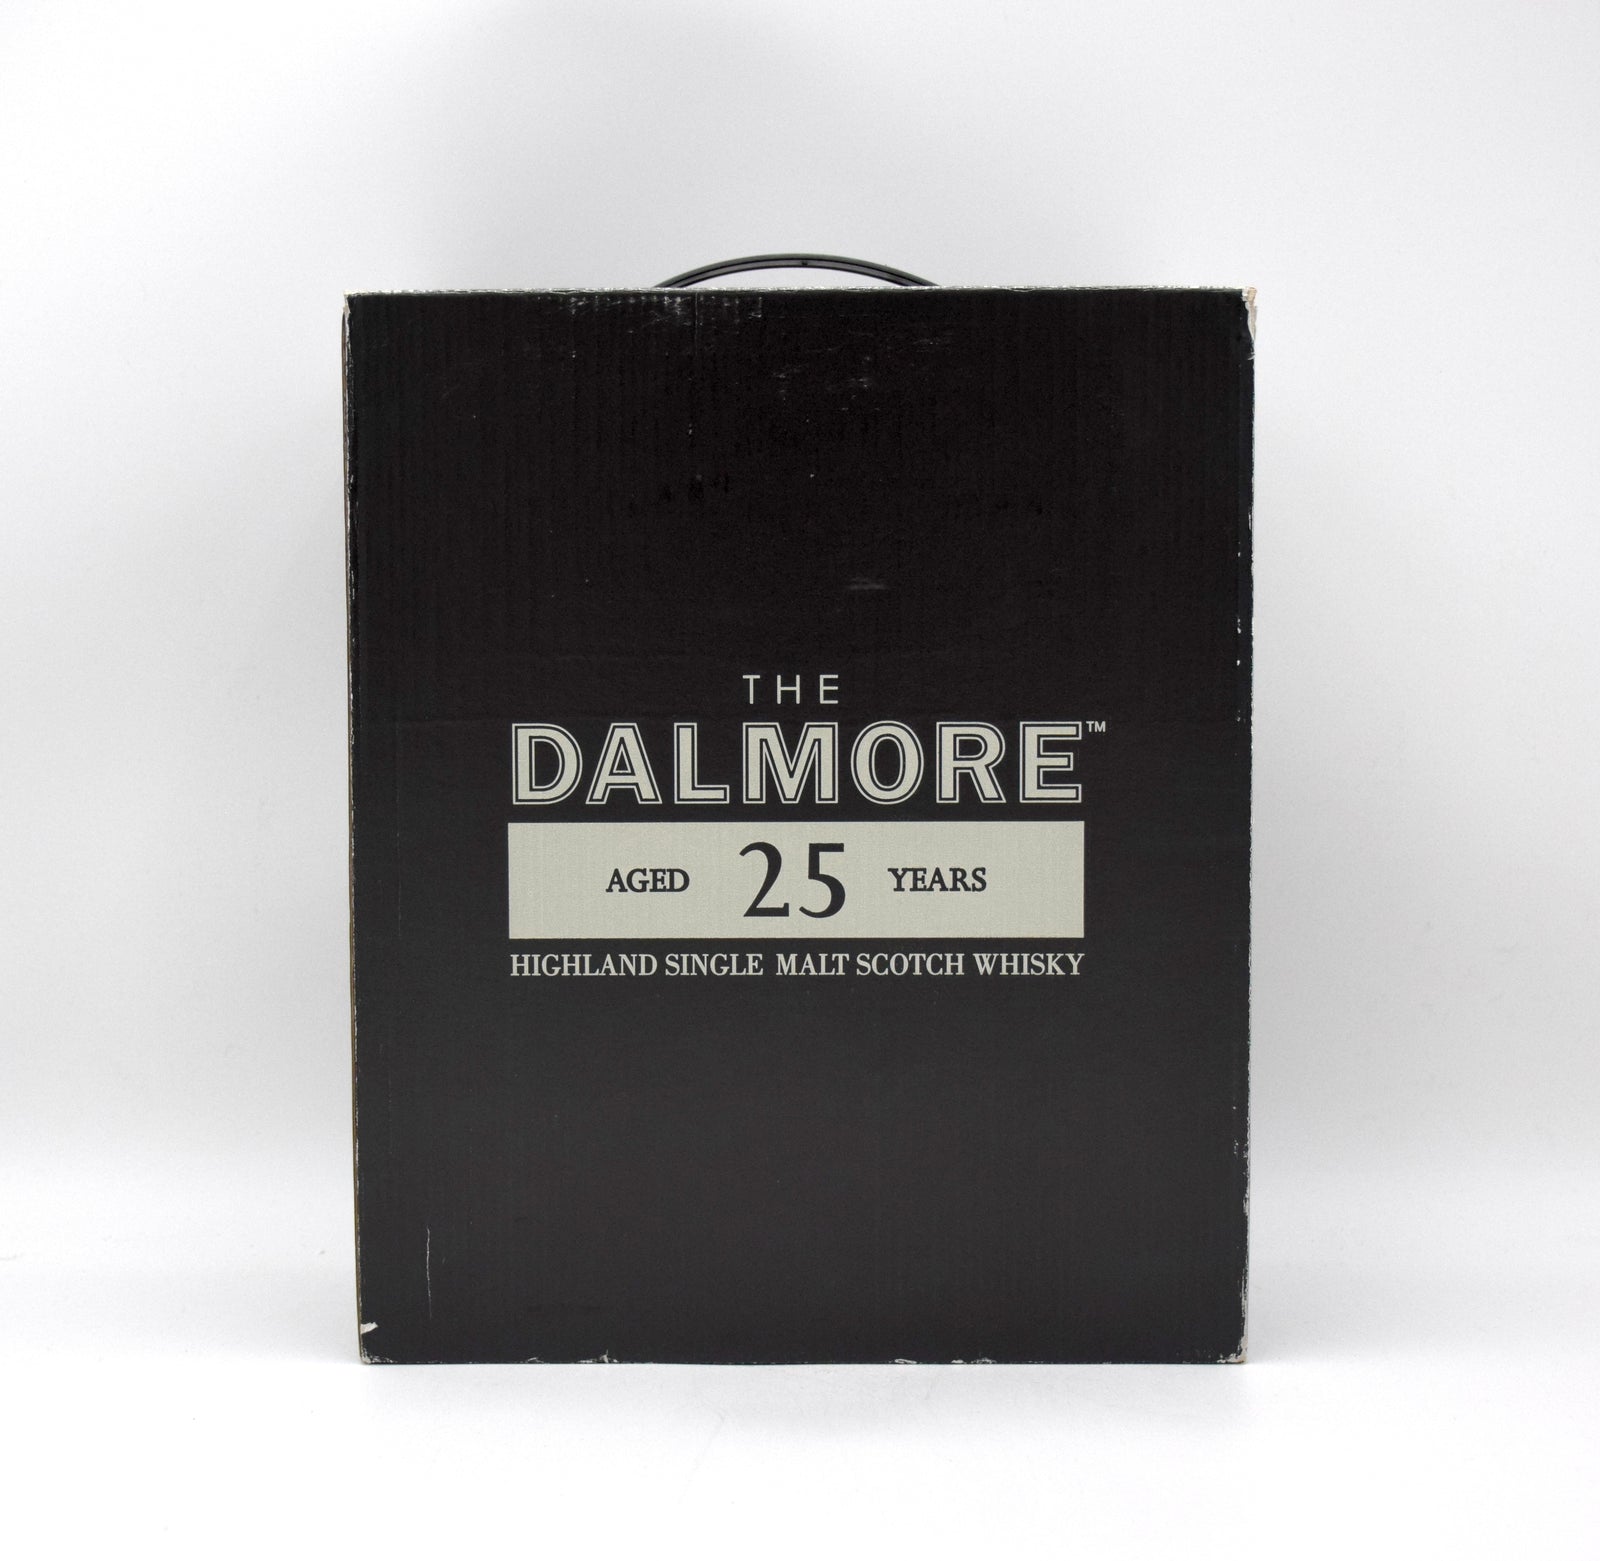 THE
DALMORE™
AGED 25 YEARS
HIGHLAND SINGLE MALT SCOTCH WHISKY